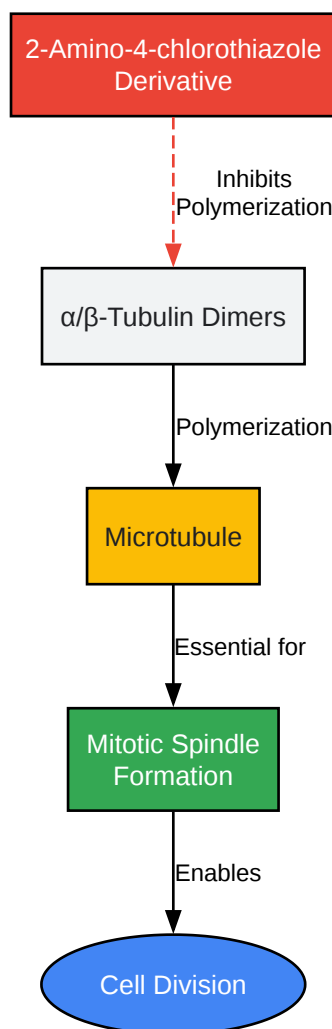 2-Amino-4-chlorothiazole
Derivative
Inhibits
Polymerization
α/β-Tubulin Dimers
Polymerization
Microtubule
Essential for
Mitotic Spindle
Formation
Enables
Cell Division